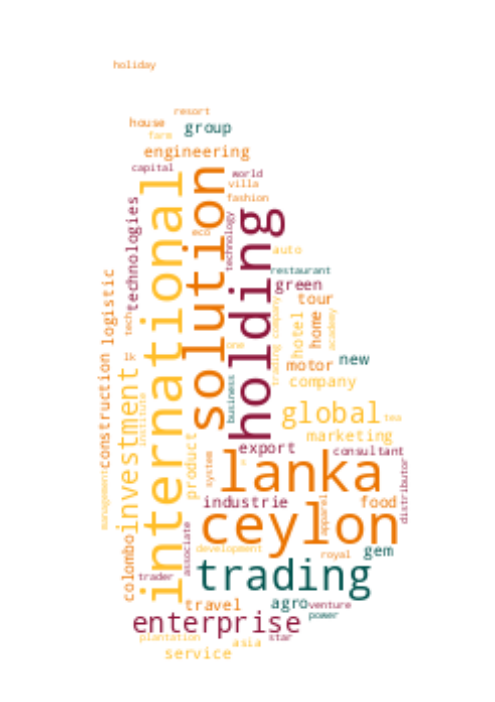 holiday
resort
house
group
farm
engineering
capital
world
villa
fashion
international
solution
holding
technologies
technology
eco
auto
restaurant
green
tour
logistic
tech
company
trading
hotel
home
academy
one
motor
new
lk
company
construction
investment
institute
business
global
tea
marketing
product
export
consultant
system
lanka
distributor
management
industrie
food
apparel
ceylon
colombo
associate
development
royal
gem
trader
trading
travel
agro
venture
power
enterprise
plantation
asia
star
service